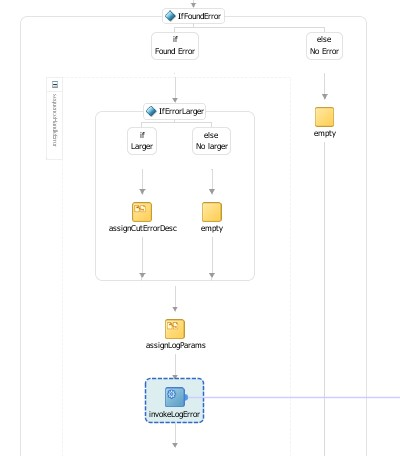 IfFoundError
if
Found Error
else
No Error
IfErrorLarger
if
Larger
else
No larger
empty
assignCutErrorDesc
empty
assignLogParams
invokeLogError